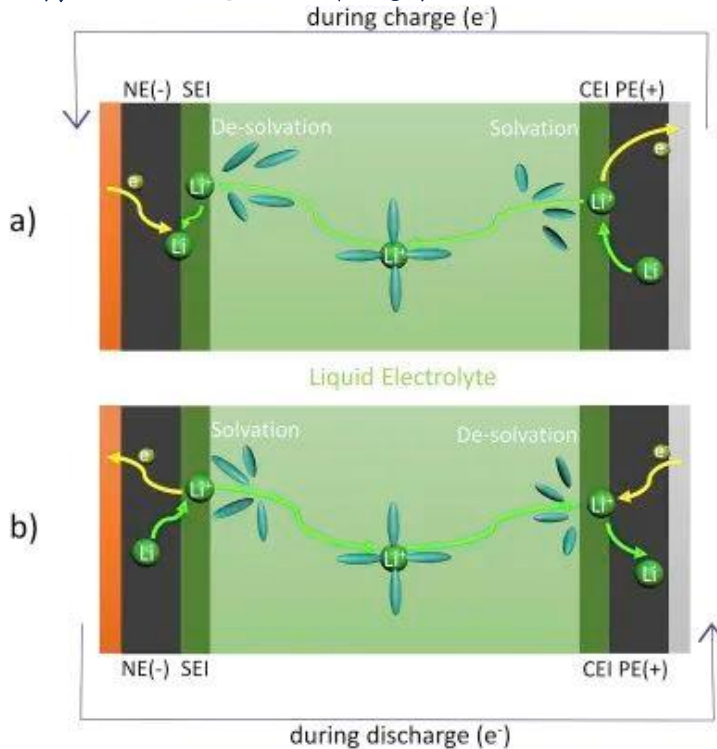 during charge (e⁻)
NE(-) SEI CEI PE(+)
De-solvation Solvation
e⁻ Li⁺ Li⁺ e⁻
a) Li Li⁺ Li
Liquid Electrolyte
Solvation De-solvation
e⁻ Li⁺ Li⁺ e⁻
b) Li Li⁺ Li
NE(-) SEI CEI PE(+)
during discharge (e⁻)